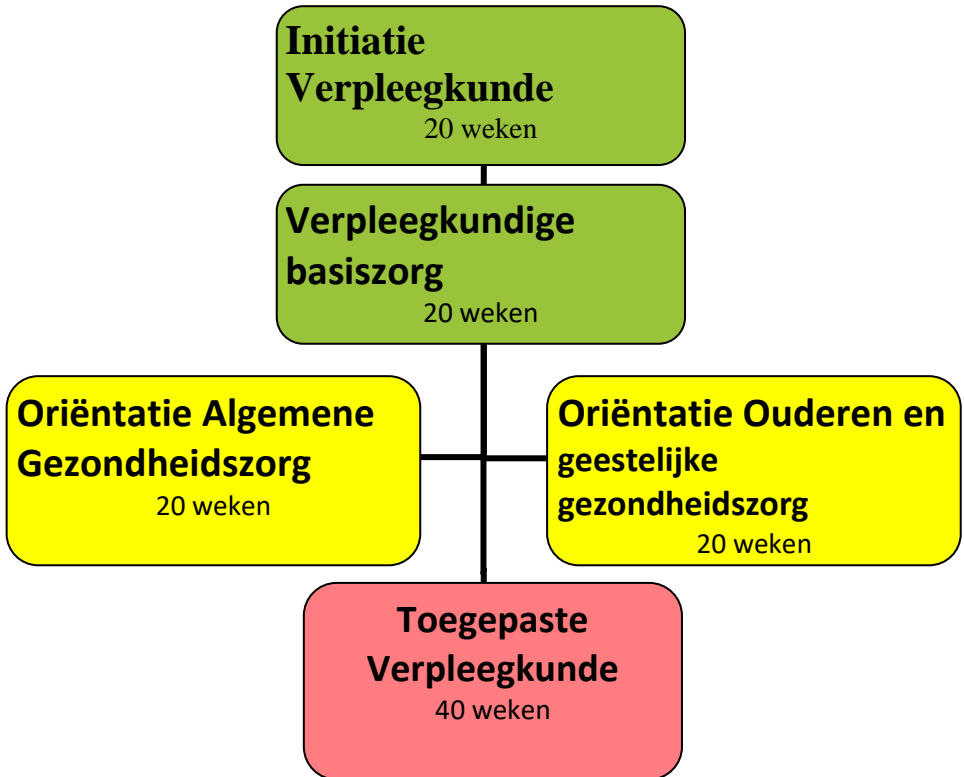 Initiatie
Verpleegkunde
20 weken
Verpleegkundige
basiszorg
20 weken
Oriëntatie Algemene
Gezondheidszorg
20 weken
Oriëntatie Ouderen en
geestelijke
gezondheidszorg
20 weken
Toegepaste
Verpleegkunde
40 weken